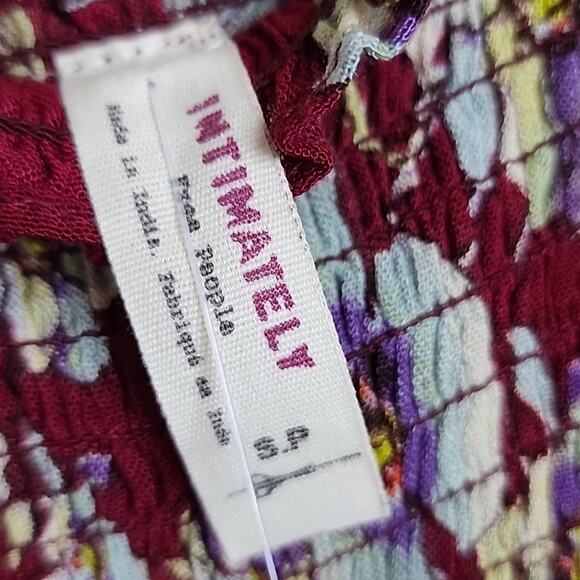 INTIMATELY
Free People
Made in India. Fabriqué en Inde
P/S